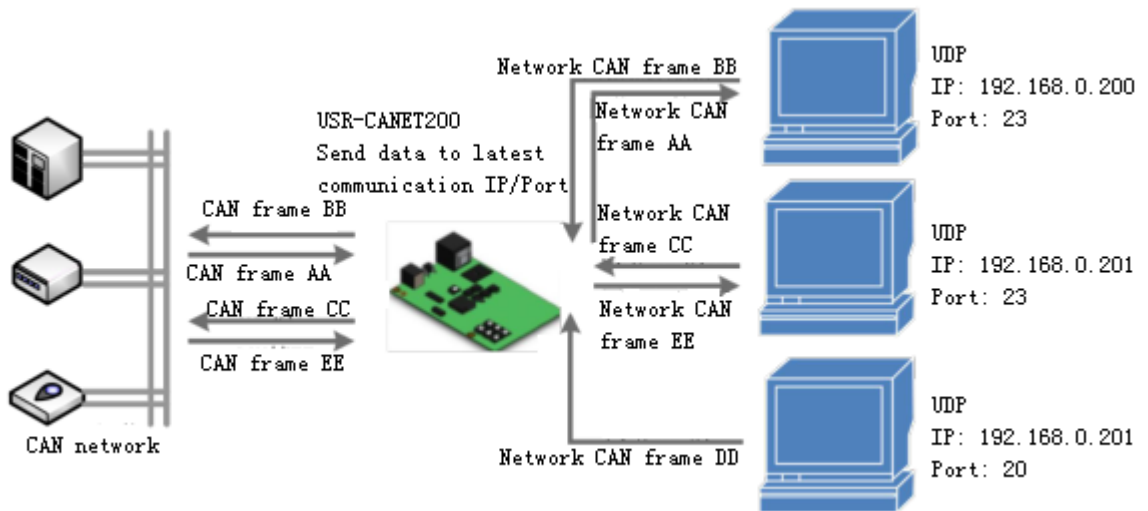 USR-CANET200
Send data to latest
communication IP/Port
CAN frame BB
CAN frame AA
CAN frame CC
CAN frame EE
CAN network
Network CAN frame BB
Network CAN
frame AA
Network CAN
frame CC
Network CAN
frame EE
Network CAN frame DD
UDP
IP: 192.168.0.200
Port: 23
UDP
IP: 192.168.0.201
Port: 23
UDP
IP: 192.168.0.201
Port: 20